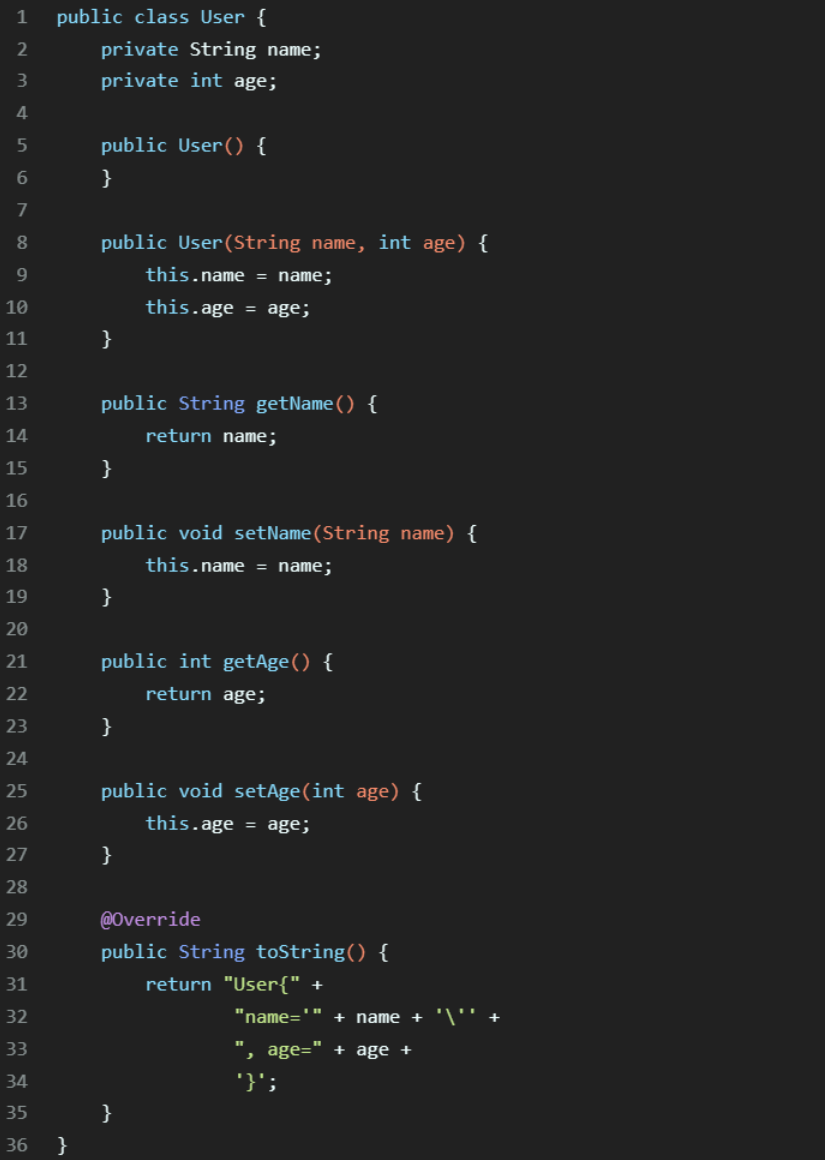 1 public class User {
2     private String name;
3     private int age;
4
5     public User() {
6     }
7
8     public User(String name, int age) {
9         this.name = name;
10         this.age = age;
11     }
12
13     public String getName() {
14         return name;
15     }
16
17     public void setName(String name) {
18         this.name = name;
19     }
20
21     public int getAge() {
22         return age;
23     }
24
25     public void setAge(int age) {
26         this.age = age;
27     }
28
29     @Override
30     public String toString() {
31         return "User{" +
32                 "name='" + name + '\'' +
33                 ", age=" + age +
34                 '}';
35     }
36 }